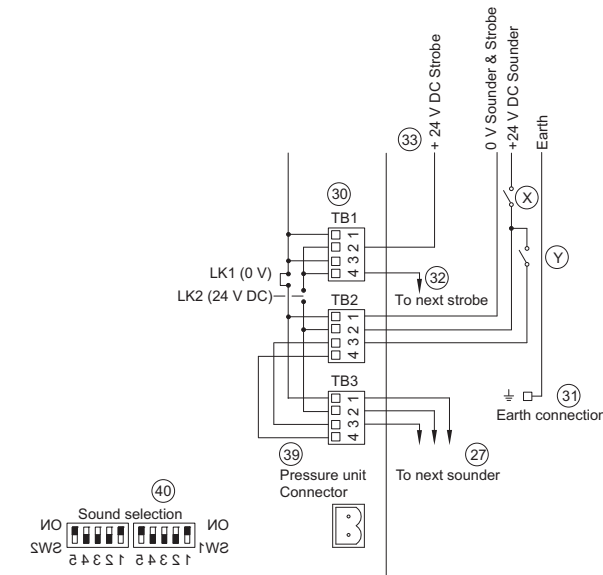 + 24 V DC Strobe
0 V Sounder & Strobe
+24 V DC Sounder
Earth
33
30
X
TB1
1
2
3
4
Y
LK1 (0 V)
32
LK2 (24 V DC)
To next strobe
TB2
1
2
3
4
TB3
1
2
3
4
31
Earth connection
39
27
Pressure unit
Connector
To next sounder
40
Sound selection
ON
ON
SW2
SW1
5 4 3 2 1
5 4 3 2 1